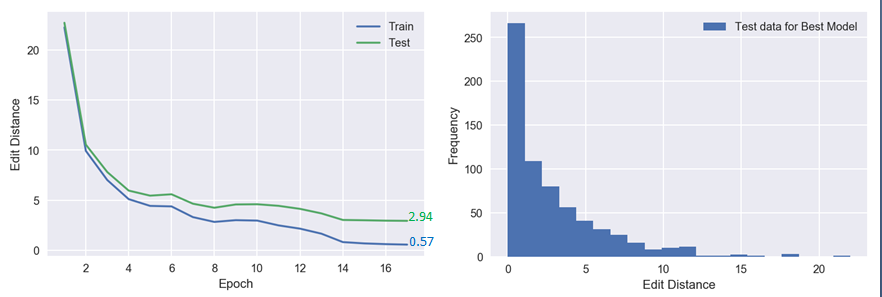 Train
Test
20
15
10
5
0
Edit Distance
2.94
0.57
2 4 6 8 10 12 14 16
Epoch
Test data for Best Model
250
200
150
100
50
0
Frequency
0 5 10 15 20
Edit Distance